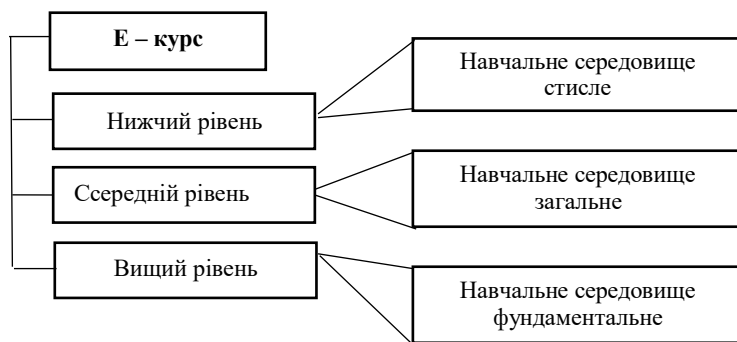 Е – курс
Навчальне середовище
стисле
Нижчий рівень
Навчальне середовище
загальне
Ссередній рівень
Вищий рівень
Навчальне середовище
фундаментальне